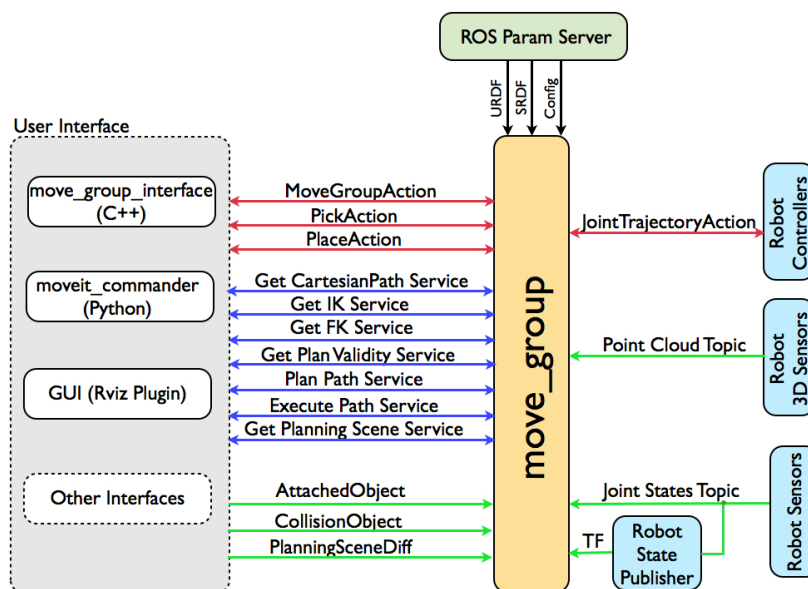 ROS Param Server
URDF
SRDF
Config
User Interface
move_group_interface
(C++)
moveit_commander
(Python)
GUI (Rviz Plugin)
Other Interfaces
MoveGroupAction
PickAction
PlaceAction
Get CartesianPath Service
Get IK Service
Get FK Service
Get Plan Validity Service
Plan Path Service
Execute Path Service
Get Planning Scene Service
AttachedObject
CollisionObject
PlanningSceneDiff
move_group
JointTrajectoryAction
Point Cloud Topic
Joint States Topic
TF
Robot
State
Publisher
Robot
Controllers
Robot
3D Sensors
Robot Sensors